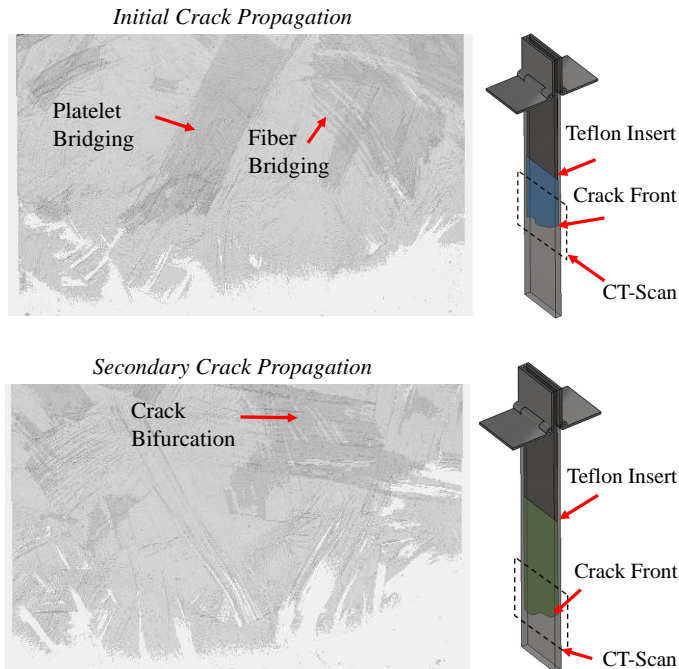 Initial Crack Propagation
Platelet
Bridging
Fiber
Bridging
Teflon Insert
Crack Front
CT-Scan
Secondary Crack Propagation
Crack
Bifurcation
Teflon Insert
Crack Front
CT-Scan